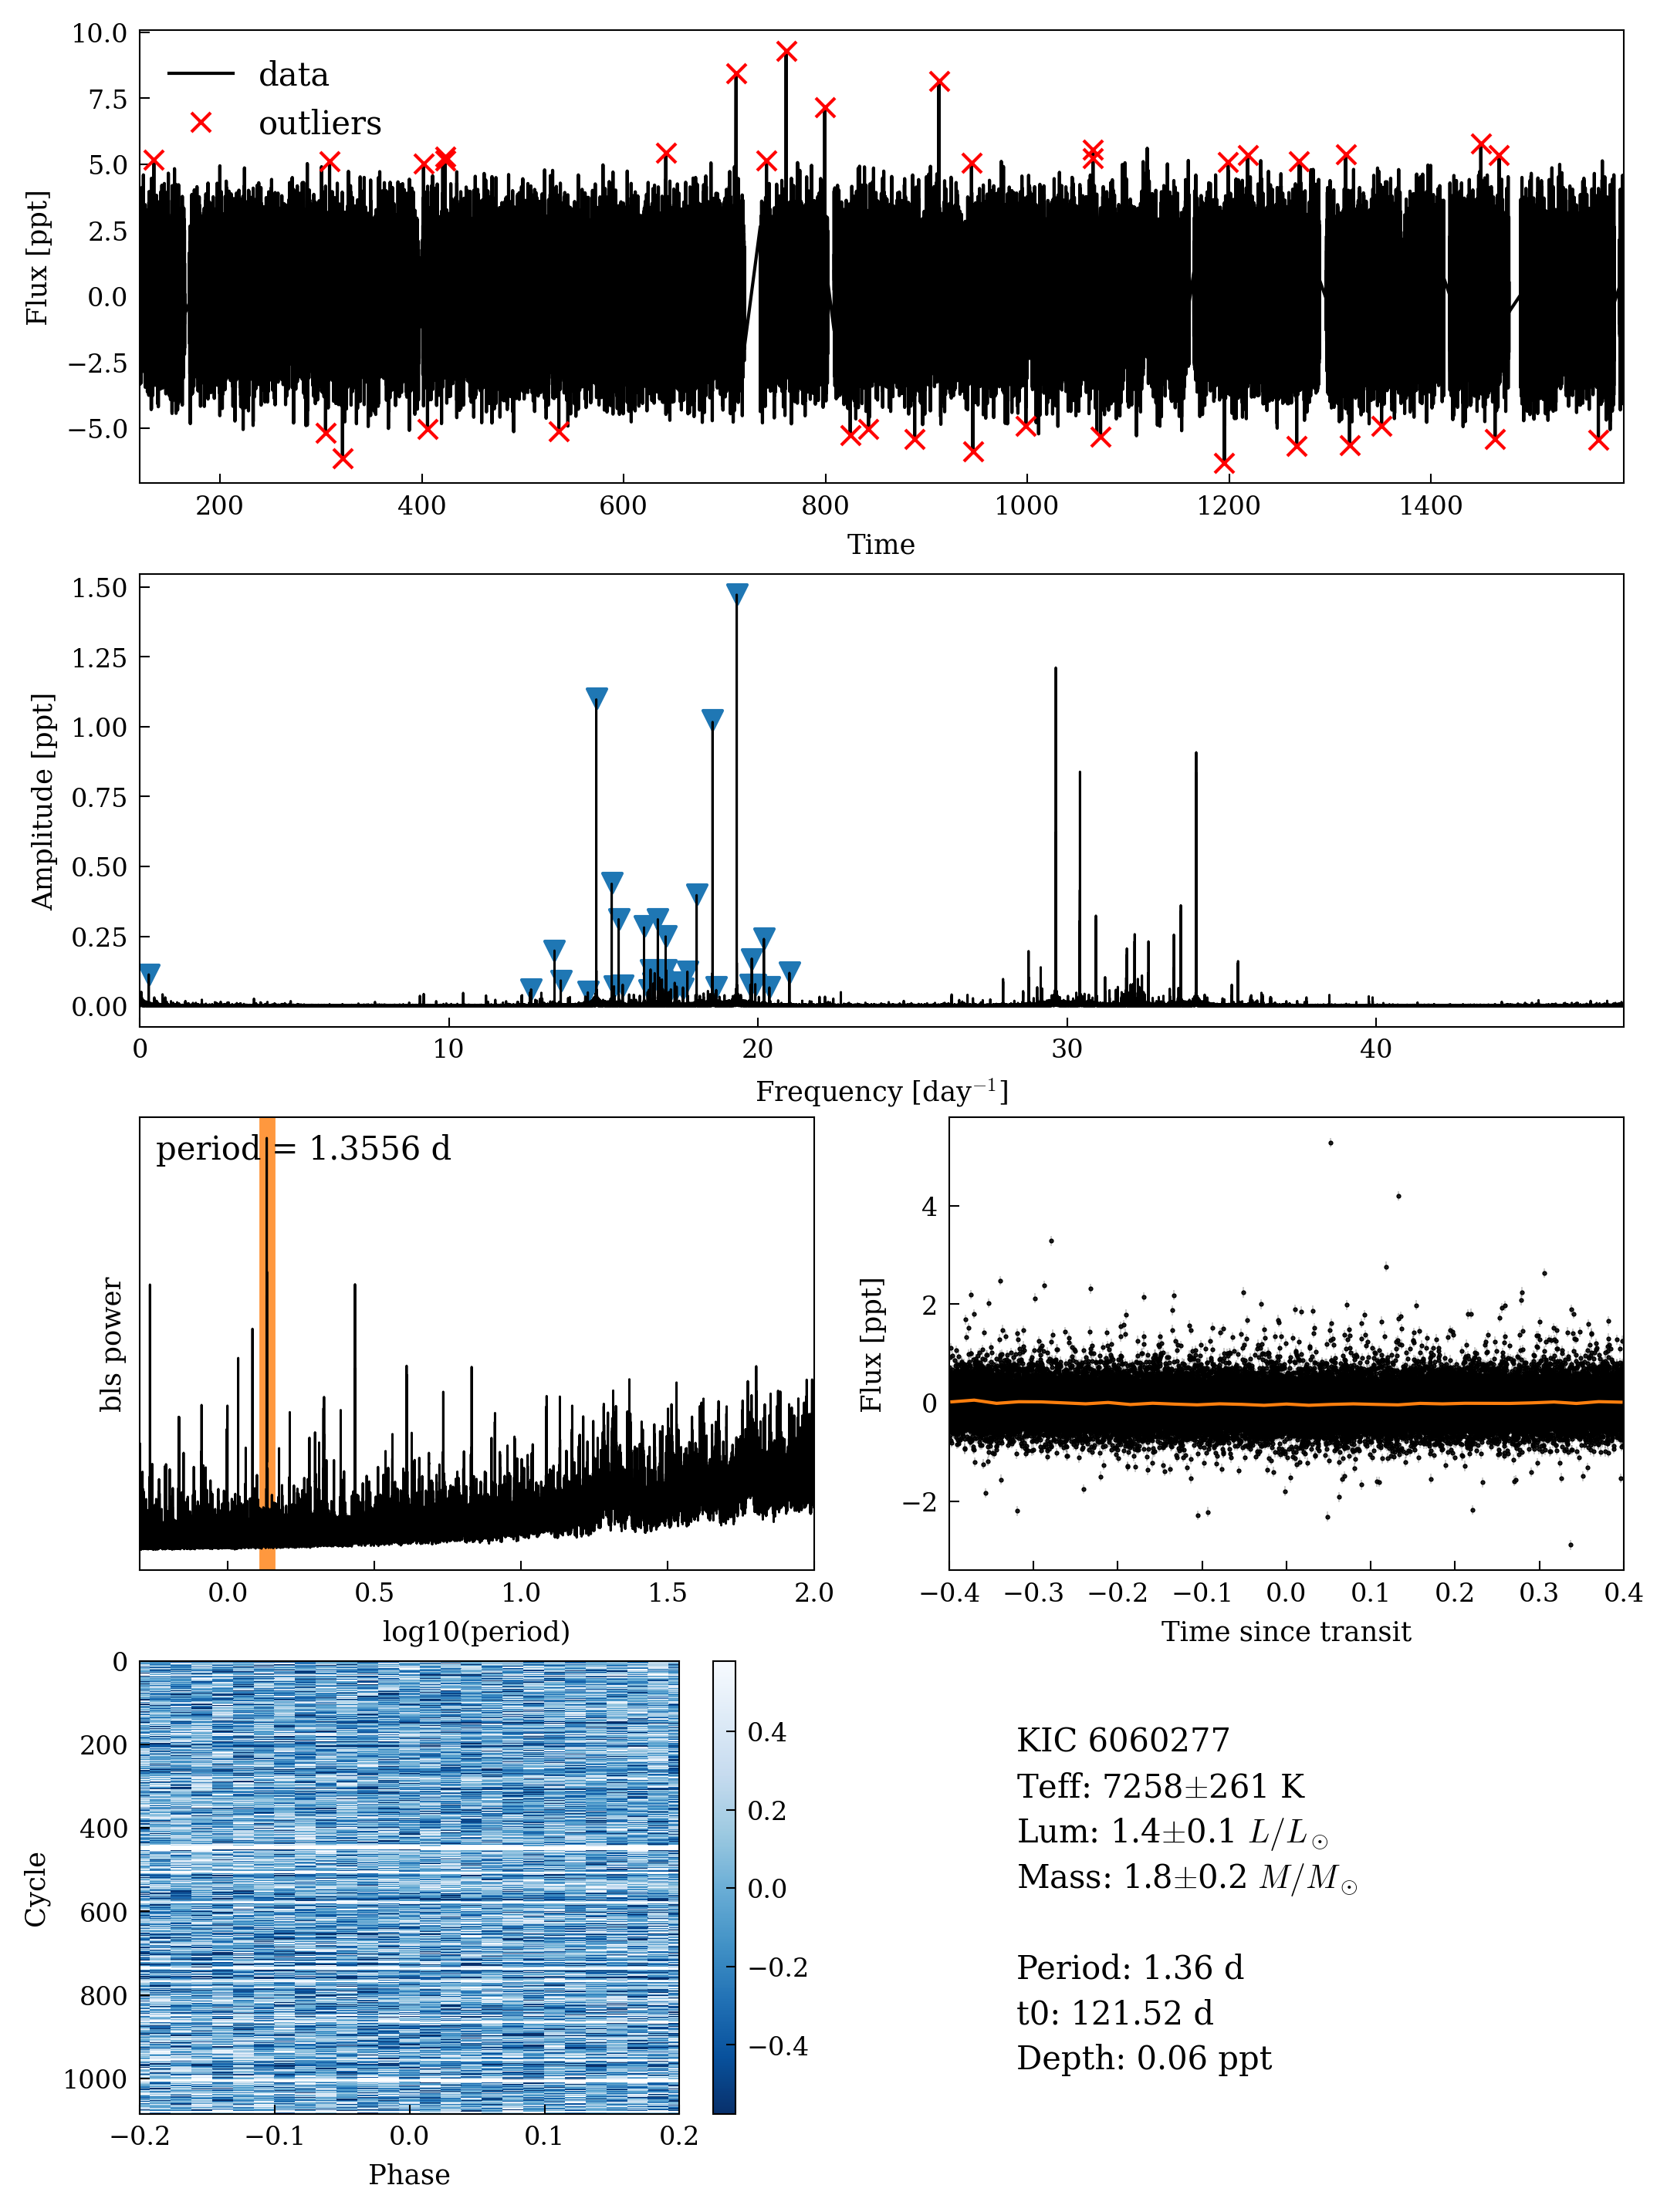 10.0
7.5
5.0
2.5
0.0
−2.5
−5.0
Flux [ppt]
data
outliers
200 400 600 800 1000 1200 1400
Time
1.50
1.25
1.00
0.75
0.50
0.25
0.00
Amplitude [ppt]
0 10 20 30 40
Frequency [day⁻¹]
period = 1.3556 d
bls power
0.0 0.5 1.0 1.5 2.0
log10(period)
4
2
0
−2
Flux [ppt]
−0.4 −0.3 −0.2 −0.1 0.0 0.1 0.2 0.3 0.4
Time since transit
0
200
400
600
800
1000
Cycle
−0.2 −0.1 0.0 0.1 0.2
Phase
0.4
0.2
0.0
−0.2
−0.4
KIC 6060277
Teff: 7258±261 K
Lum: 1.4±0.1 L/L☉
Mass: 1.8±0.2 M/M☉
Period: 1.36 d
t0: 121.52 d
Depth: 0.06 ppt